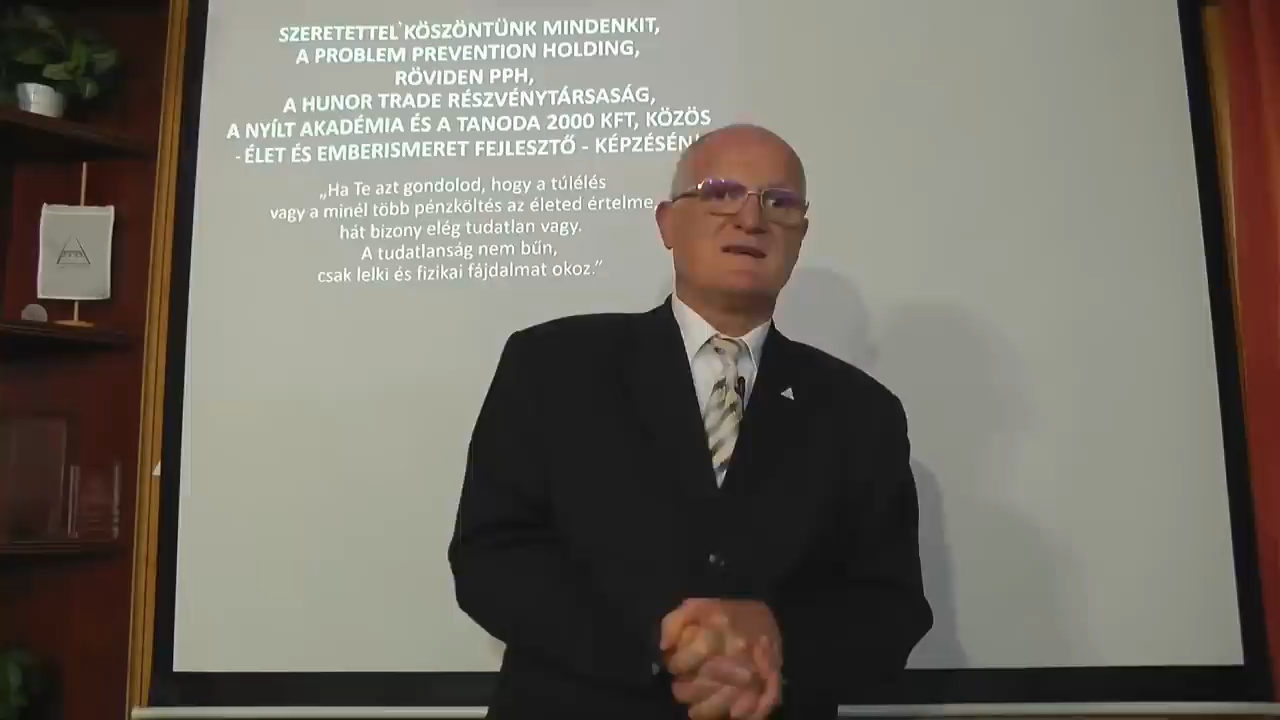 SZERETETTEL KÖSZÖNTÜNK MINDENKIT,
A PROBLEM PREVENTION HOLDING,
RÖVIDEN PPH,
A HUNOR TRADE RÉSZVÉNYTÁRSASÁG,
A NYÍLT AKADÉMIA ÉS A TANODA 2000 KFT, KÖZÖS
- ÉLET ÉS EMBERISMERET FEJLESZTŐ - KÉPZÉSÉN!
„Ha Te azt gondolod, hogy a túlélés
vagy a minél több pénzköltés az életed értelme,
hát bizony elég tudatlan vagy.
A tudatlanság nem bűn,
csak lelki és fizikai fájdalmat okoz.”